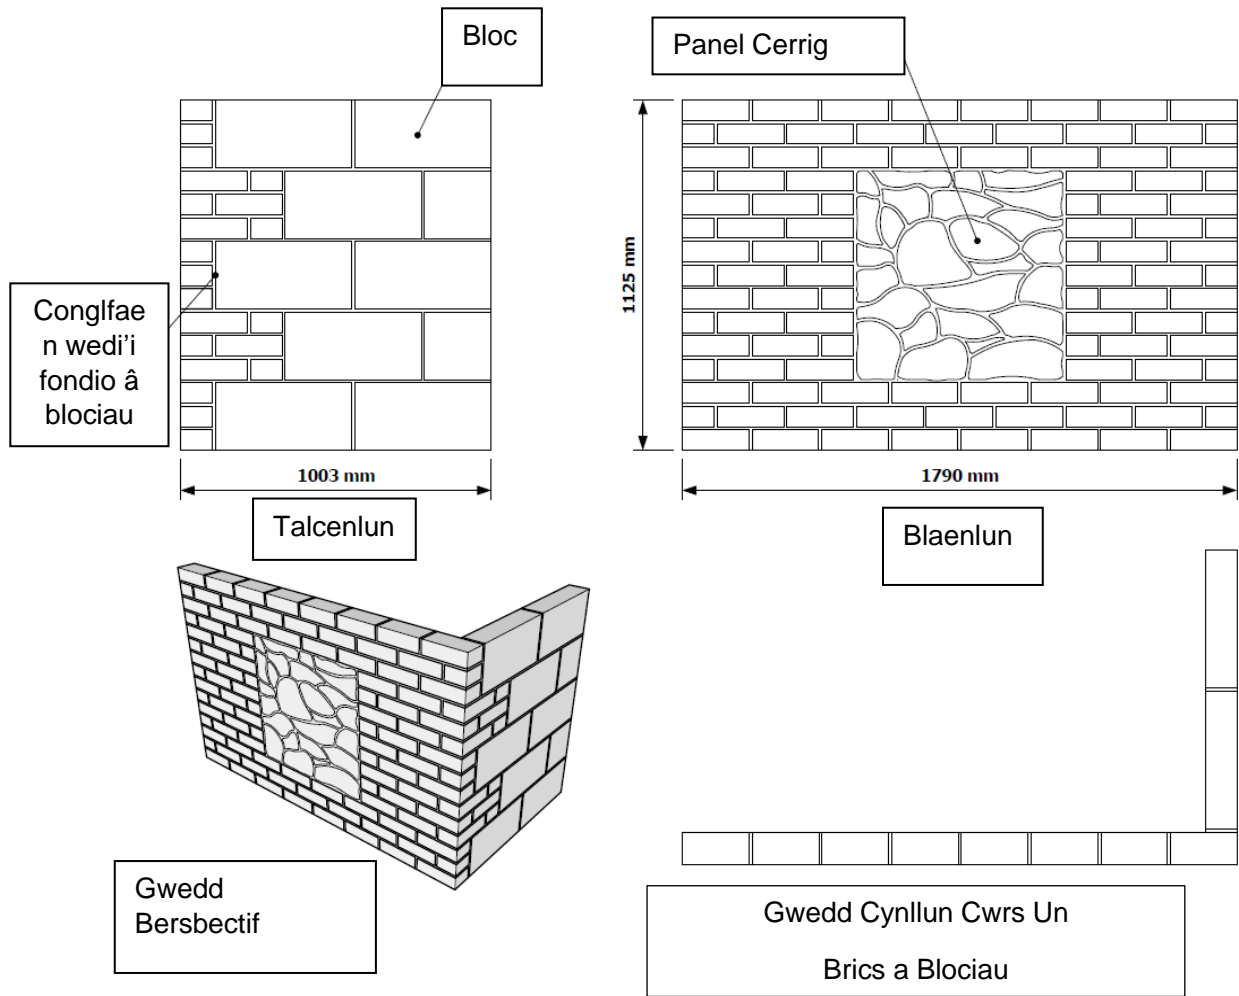 Bloc
Panel Cerrig
1125 mm
Conglfae
n wedi’i
fondio â
blociau
1003 mm
1790 mm
Talcenlun
Blaenlun
Gwedd
Bersbectif
Gwedd Cynllun Cwrs Un
Brics a Blociau